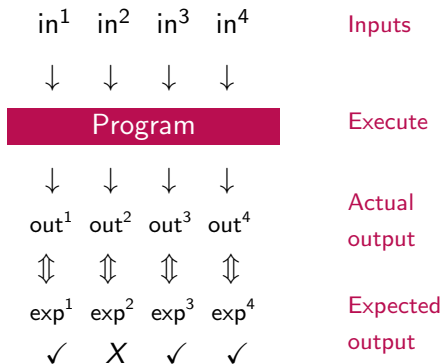 in¹ in² in³ in⁴ Inputs
↓ ↓ ↓ ↓
Program Execute
↓ ↓ ↓ ↓
Actual
out¹ out² out³ out⁴
output
⇕ ⇕ ⇕ ⇕
exp¹ exp² exp³ exp⁴ Expected
✓ X ✓ ✓ output